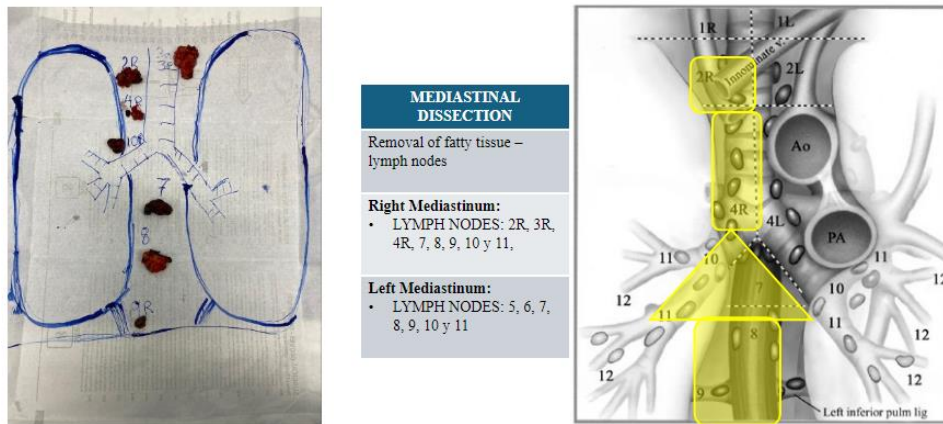 2R
3R
4R
10R
7
8
9R
MEDIASTINAL
DISSECTION
Removal of fatty tissue –
lymph nodes
Right Mediastinum:
• LYMPH NODES: 2R, 3R,
4R, 7, 8, 9, 10 y 11,
Left Mediastinum:
• LYMPH NODES: 5, 6, 7,
8, 9, 10 y 11
1R
1L
Innominate v.
2R
2L
Ao
4R
4L
PA
11
10
11
10
12
7
12
11
11
8
12
12
12
9
Left inferior pulm lig